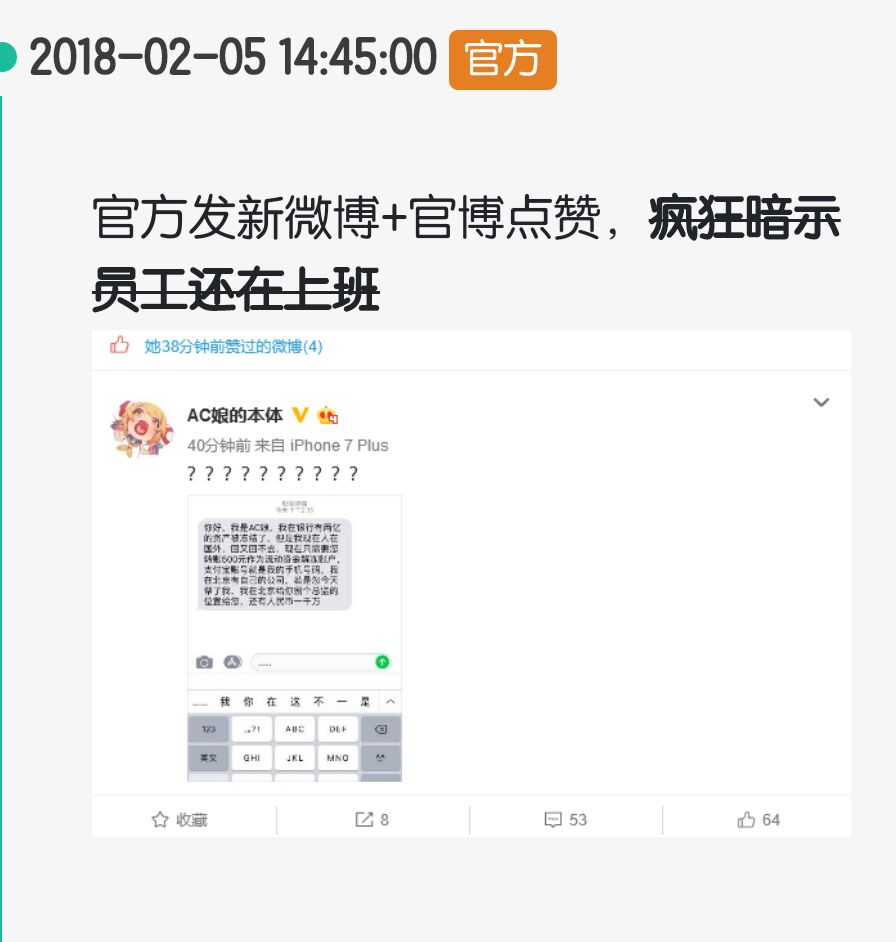 2018-02-05 14:45:00 官方
官方发新微博+官博点赞，疯狂暗示
员工还在上班
她38分钟前赞过的微博(4)
AC娘的本体
40分钟前 来自 iPhone 7 Plus
？？？？？？？？？？
你好，我是AC娘，我在银行有两亿
的资产被冻结了，但是我现在人在
国外，回又回不去，现在只需要您
转账500元作为流动资金解冻账户，
支付宝账号就是我的手机号码，我
在北京有自己的公司，若是您今天
帮了我，我在北京给你留个总监的
位置给您，还有人民币一千万
……
我 你 在 这 不 一 是
123 .,?! ABC DEF
英文 GHI JKL MNO ^^
收藏 8 53 64